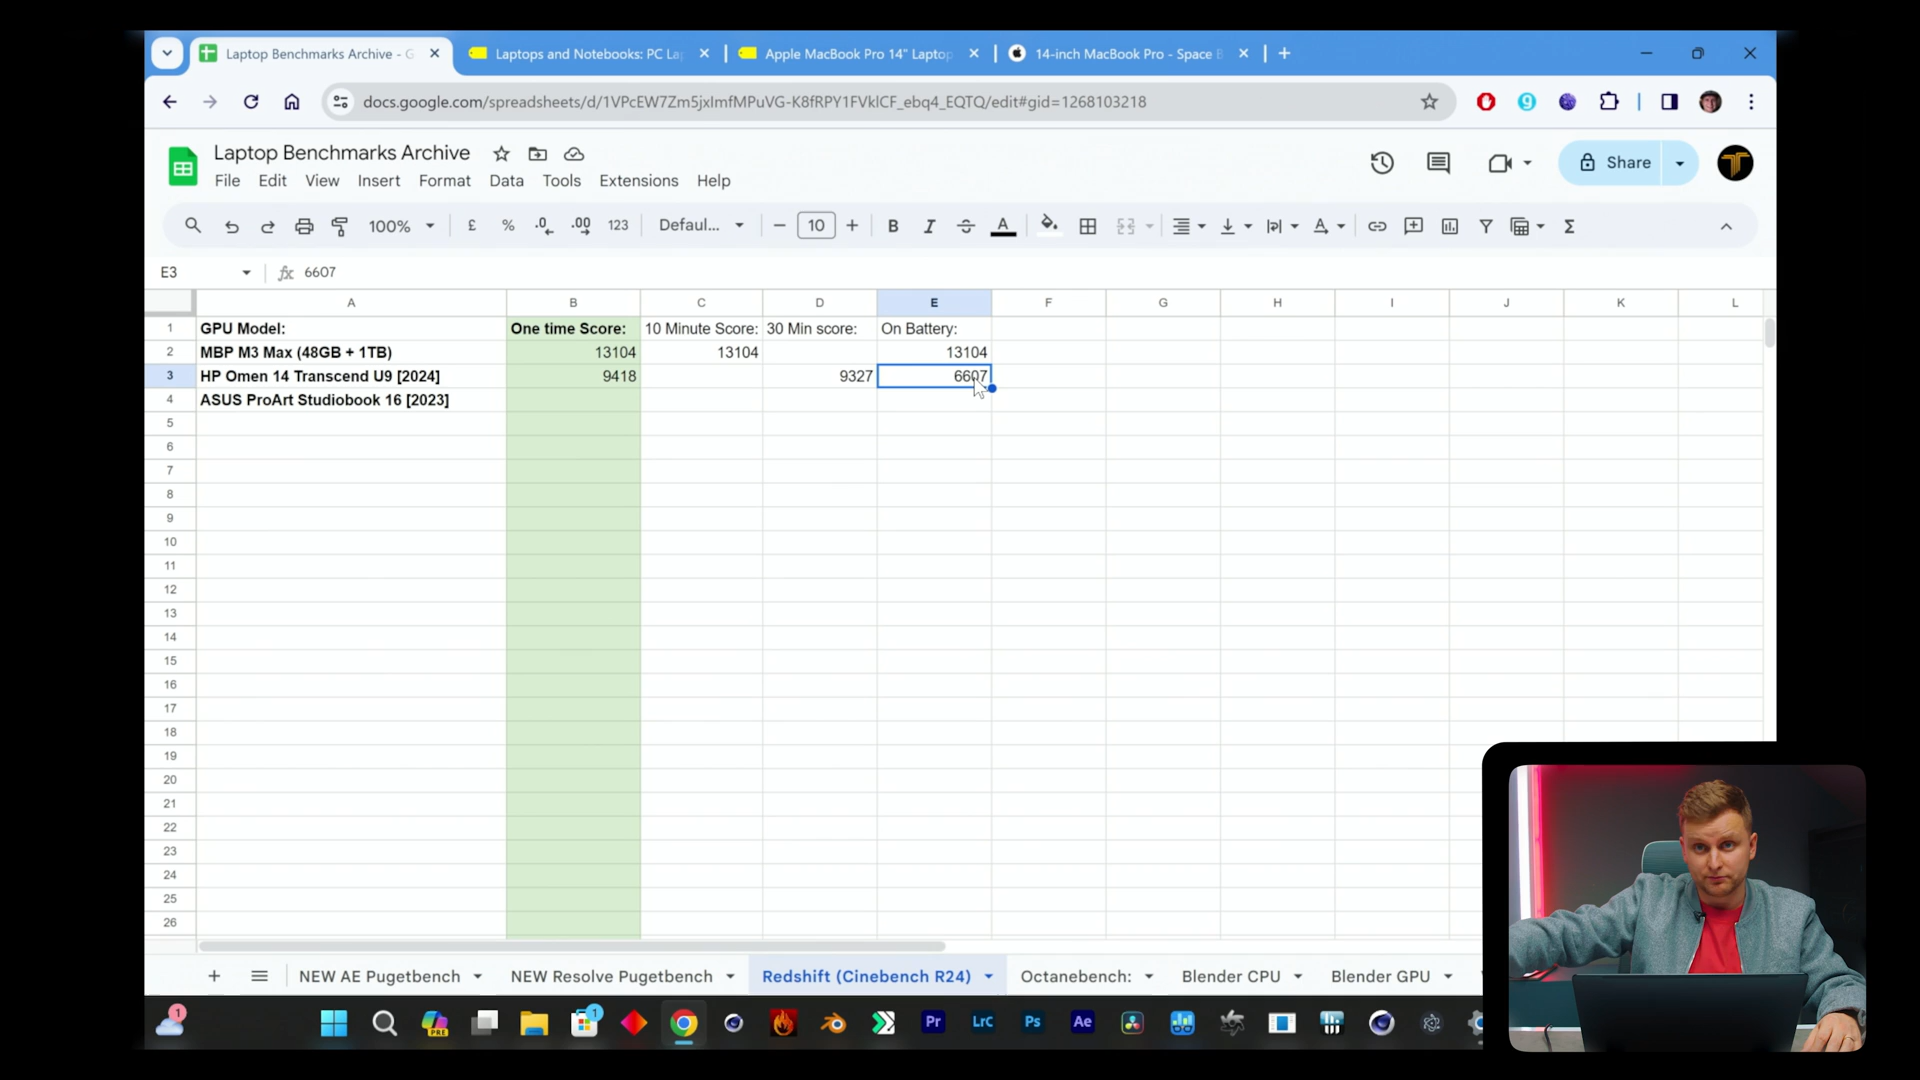 Laptop Benchmarks Archive - G
Laptops and Notebooks: PC La
Apple MacBook Pro 14" Laptop
14-inch MacBook Pro - Space B
docs.google.com/spreadsheets/d/1VPcEW7Zm5jxImfMPuVG-K8fRPY1FVklCF_ebq4_EQTQ/edit#gid=1268103218
Laptop Benchmarks Archive
Share
File Edit View Insert Format Data Tools Extensions Help
100% £ % .0 .00 123 Defaul... 10 B I A A Σ
E3 fx 6607
A B C D E F G H I J K L
1 GPU Model: One time Score: 10 Minute Score: 30 Min score: On Battery:
2 MBP M3 Max (48GB + 1TB) 13104 13104 13104
3 HP Omen 14 Transcend U9 [2024] 9418 9327 6607
4 ASUS ProArt Studiobook 16 [2023]
5
6
7
8
9
10
11
12
13
14
15
16
17
18
19
20
21
22
23
24
25
26
NEW AE Pugetbench NEW Resolve Pugetbench Redshift (Cinebench R24) Octanebench: Blender CPU Blender GPU
1 PRE 1 Pr LrC Ps Ae